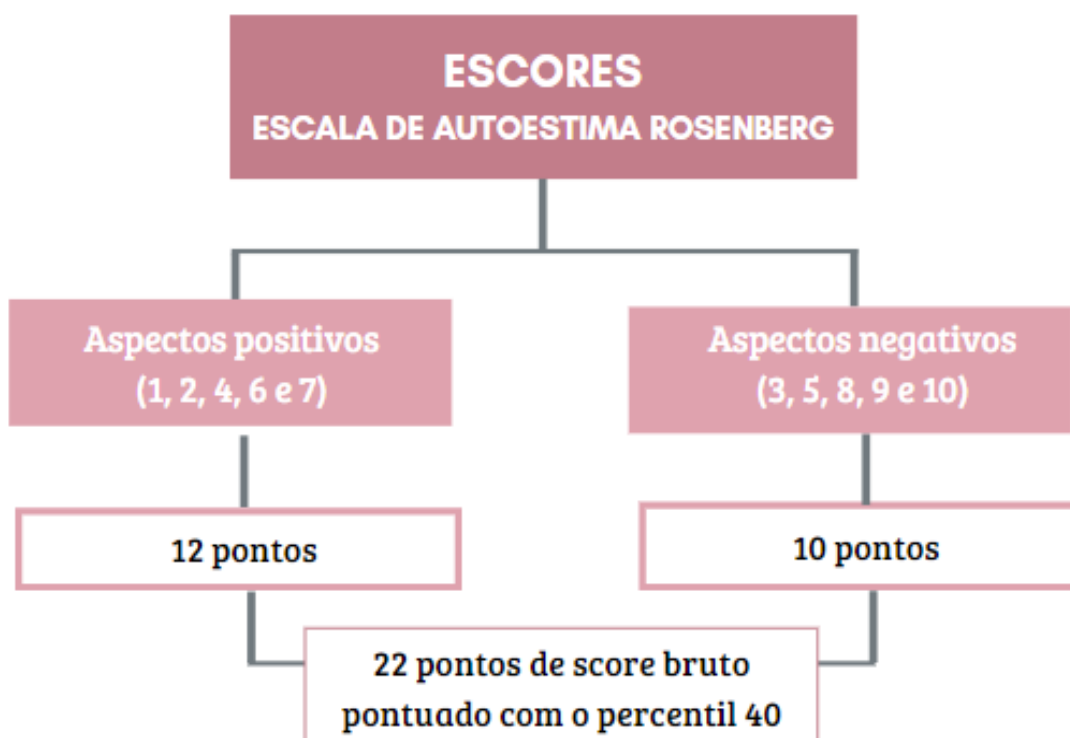 ESCORES
ESCALA DE AUTOESTIMA ROSENBERG
Aspectos positivos
(1, 2, 4, 6 e 7)
Aspectos negativos
(3, 5, 8, 9 e 10)
12 pontos
10 pontos
22 pontos de score bruto
pontuado com o percentil 40